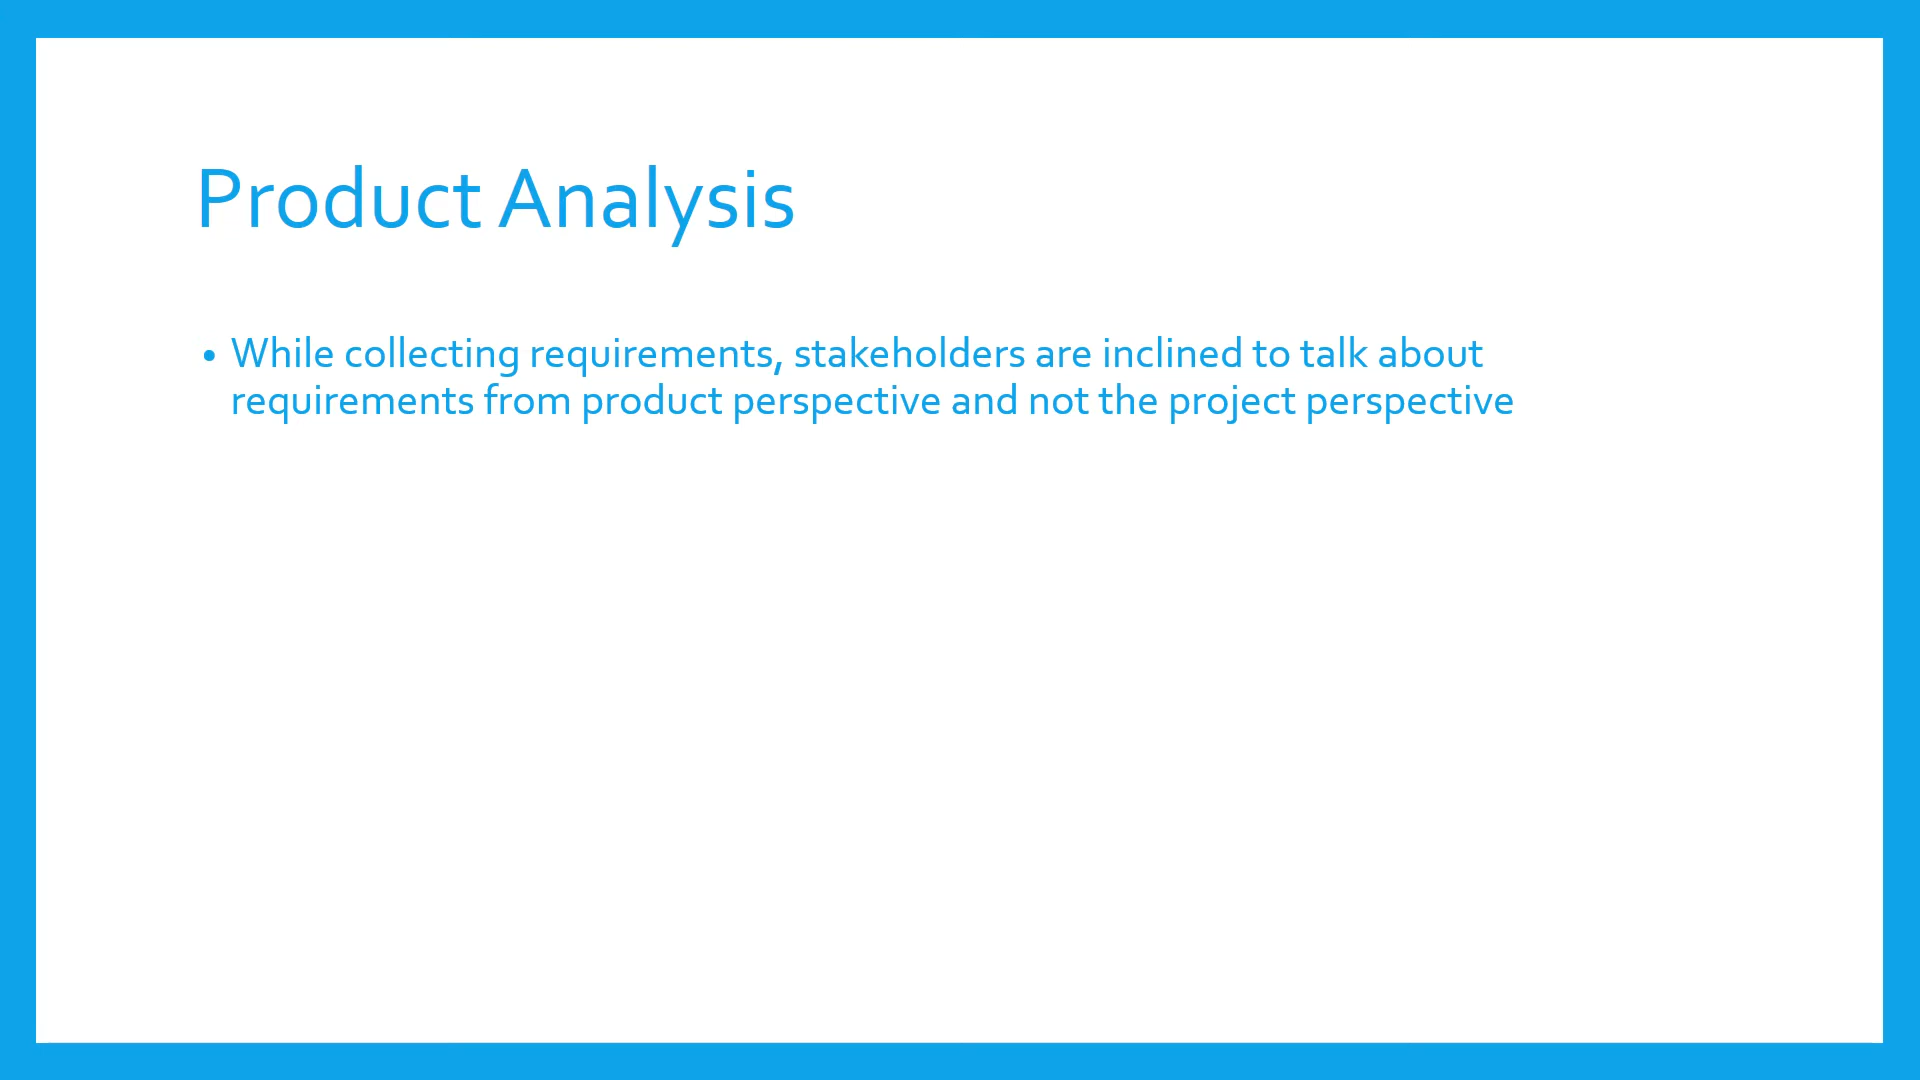 Product Analysis
• While collecting requirements, stakeholders are inclined to talk about
requirements from product perspective and not the project perspective